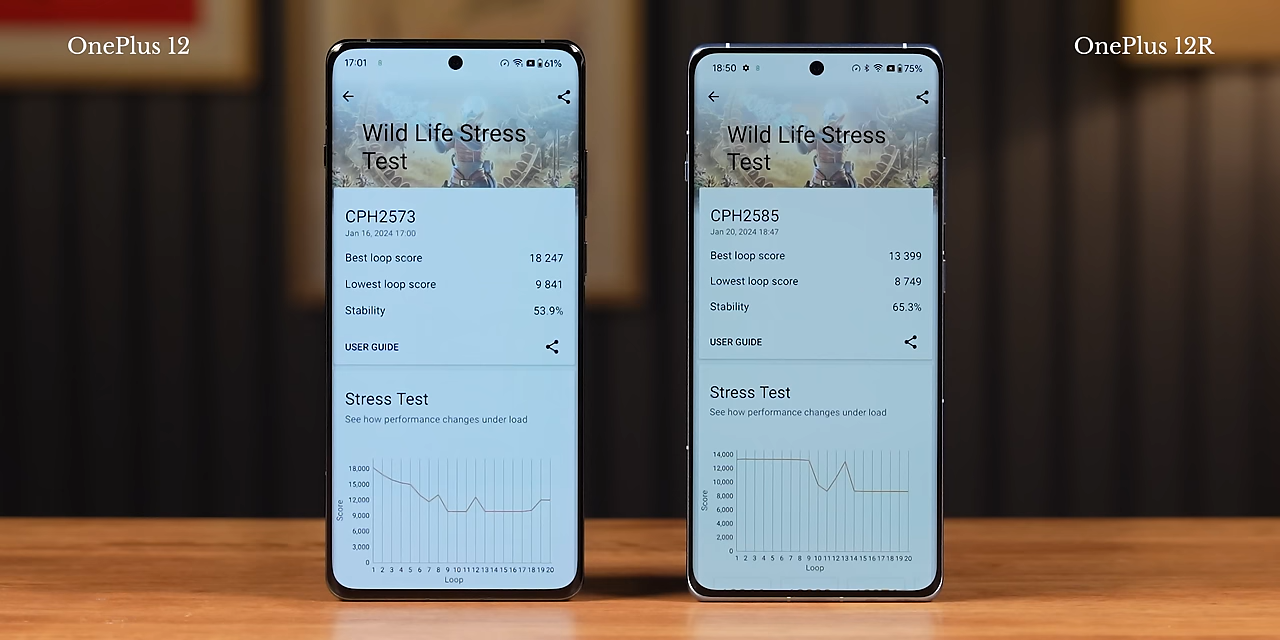 OnePlus 12
OnePlus 12R
17:01
61%
Wild Life Stress
Test
CPH2573
Jan 16, 2024 17:00
Best loop score 18 247
Lowest loop score 9 841
Stability 53.9%
USER GUIDE
Stress Test
See how performance changes under load
Score
18,000
15,000
12,000
9,000
6,000
3,000
0
1 2 3 4 5 6 7 8 9 10 11 12 13 14 15 16 17 18 19 20
Loop
18:50
75%
Wild Life Stress
Test
CPH2585
Jan 20, 2024 18:47
Best loop score 13 399
Lowest loop score 8 749
Stability 65.3%
USER GUIDE
Stress Test
See how performance changes under load
Score
14,000
12,000
10,000
8,000
6,000
4,000
2,000
0
1 2 3 4 5 6 7 8 9 10 11 12 13 14 15 16 17 18 19 20
Loop